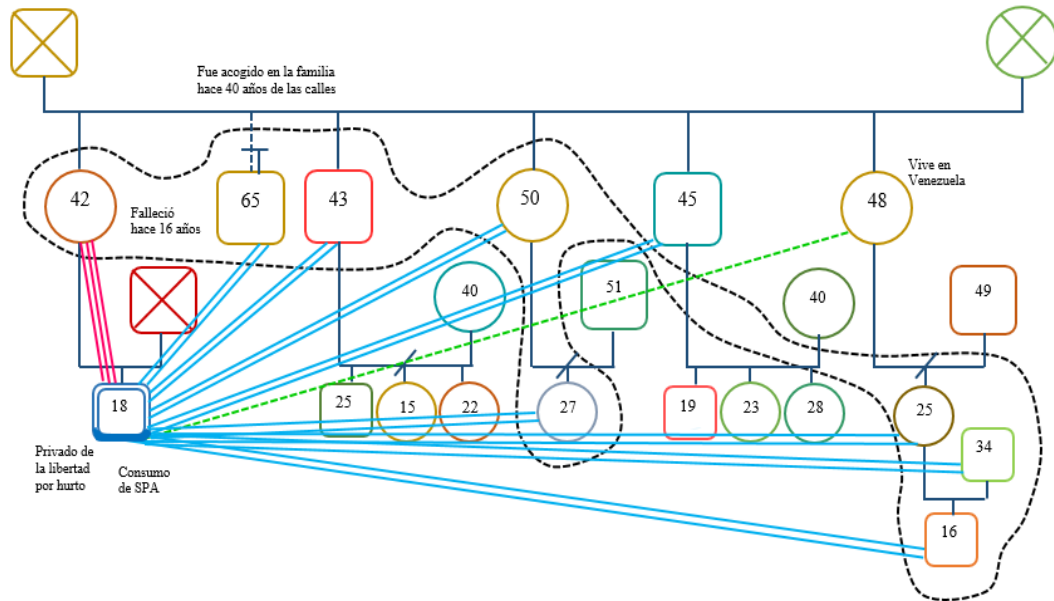 Fue acogido en la familia
hace 40 años de las calles
42
Falleció
hace 16 años
65
43
50
45
48
Vive en
Venezuela
40
51
40
49
18
25
15
22
27
19
23
28
25
34
16
Privado de
la libertad
por hurto
Consumo
de SPA